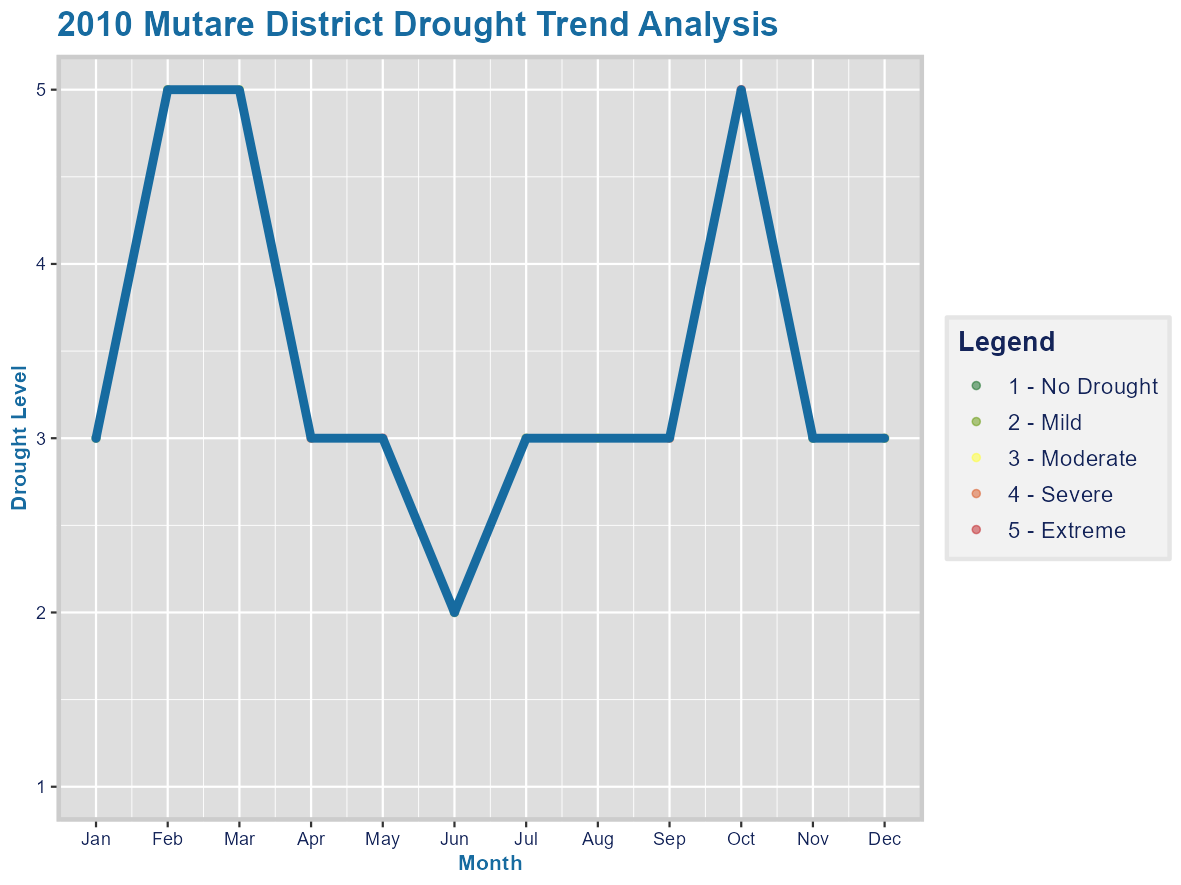 2010 Mutare District Drought Trend Analysis
Drought Level
5
4
3
2
1
Jan Feb Mar Apr May Jun Jul Aug Sep Oct Nov Dec
Month
Legend
1 - No Drought
2 - Mild
3 - Moderate
4 - Severe
5 - Extreme